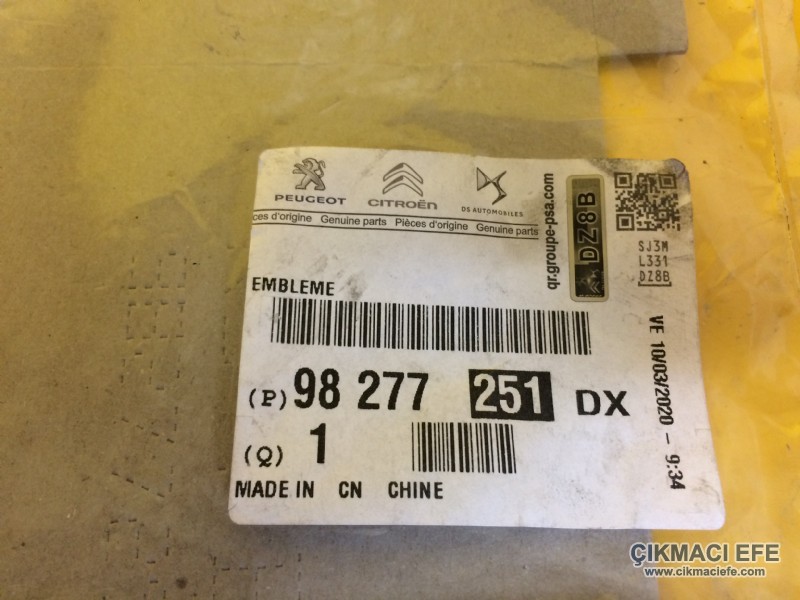 PEUGEOT CITROËN DS AUTOMOBILES
ces d'origine Genuine parts Pièces d'origine Genuine parts
qr.groupe-psa.com
DZ8B
SJ3M
L331
DZ8B
EMBLEME
(P) 98 277 251 DX
(Q) 1
MADE IN CN CHINE
VE 10/03/2020 - 9:34
ÇIKMACI EFE
www.cikmaciefe.com